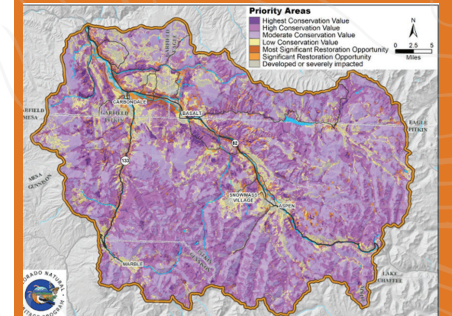 Priority Areas
Highest Conservation Value
High Conservation Value
Moderate Conservation Value
Low Conservation Value
Most Significant Restoration Opportunity
Significant Restoration Opportunity
Developed or severely impacted
N
0 2.5 5
Miles
CARBONDALE
GARFIELD
BASALT
EAGLE
PITKIN
MESA
MESA
GUNNISON
82
133
SNOWMASS
VILLAGE
ASPEN
MARBLE
LAKE
CHAFFEE